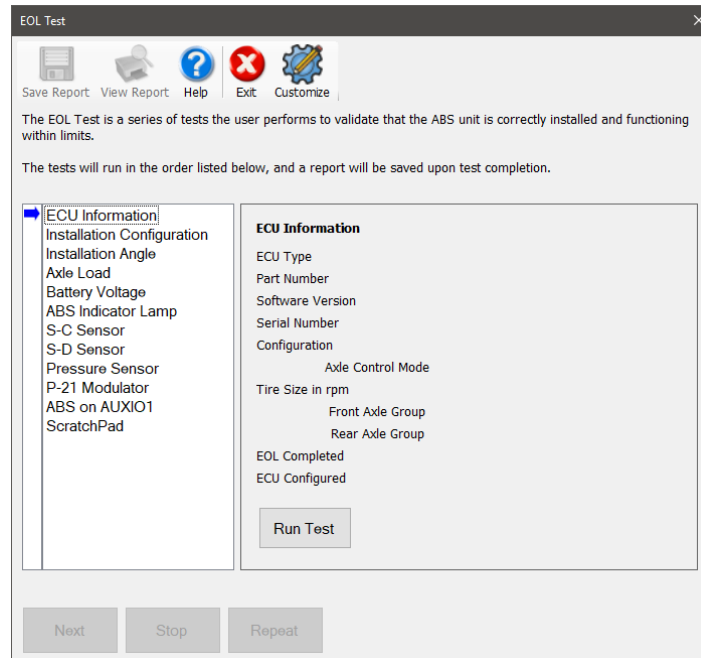 EOL Test
Save Report View Report Help Exit Customize
The EOL Test is a series of tests the user performs to validate that the ABS unit is correctly installed and functioning
within limits.
The tests will run in the order listed below, and a report will be saved upon test completion.
ECU Information
Installation Configuration
Installation Angle
Axle Load
Battery Voltage
ABS Indicator Lamp
S-C Sensor
S-D Sensor
Pressure Sensor
P-21 Modulator
ABS on AUXIO1
ScratchPad
ECU Information
ECU Type
Part Number
Software Version
Serial Number
Configuration
Axle Control Mode
Tire Size in rpm
Front Axle Group
Rear Axle Group
EOL Completed
ECU Configured
Run Test
Next Stop Repeat